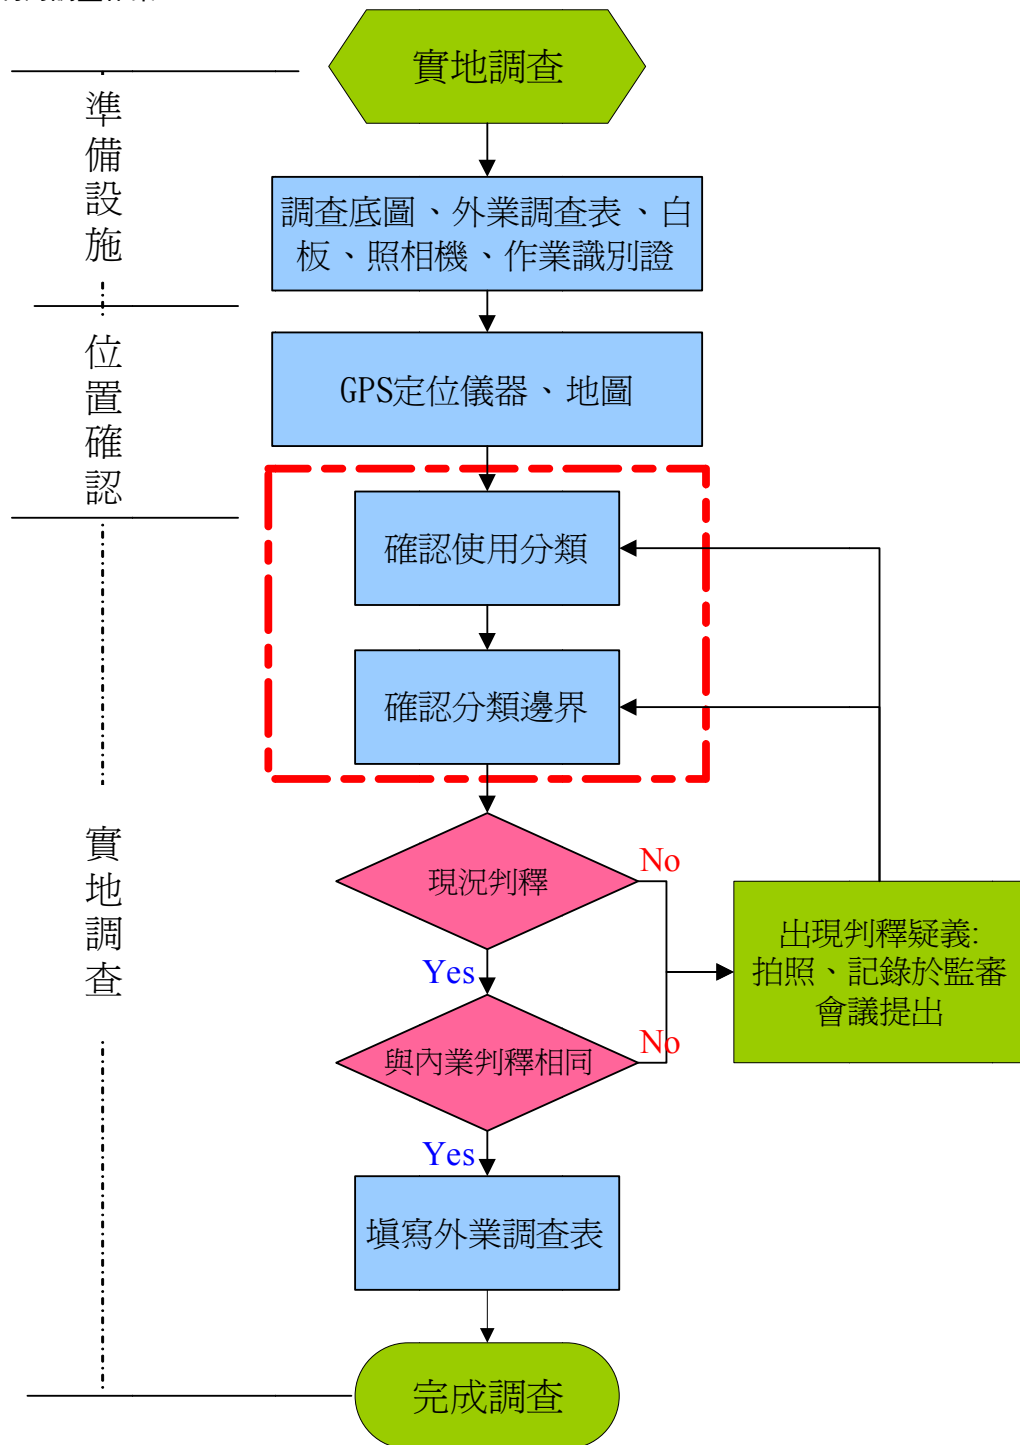 實地調查
準備設施
調查底圖、外業調查表、白
板、照相機、作業識別證
位置確認
GPS定位儀器、地圖
確認使用分類
確認分類邊界
實地調查
現況判釋
No
Yes
出現判釋疑義:
拍照、記錄於監審
會議提出
與內業判釋相同
No
Yes
填寫外業調查表
完成調查